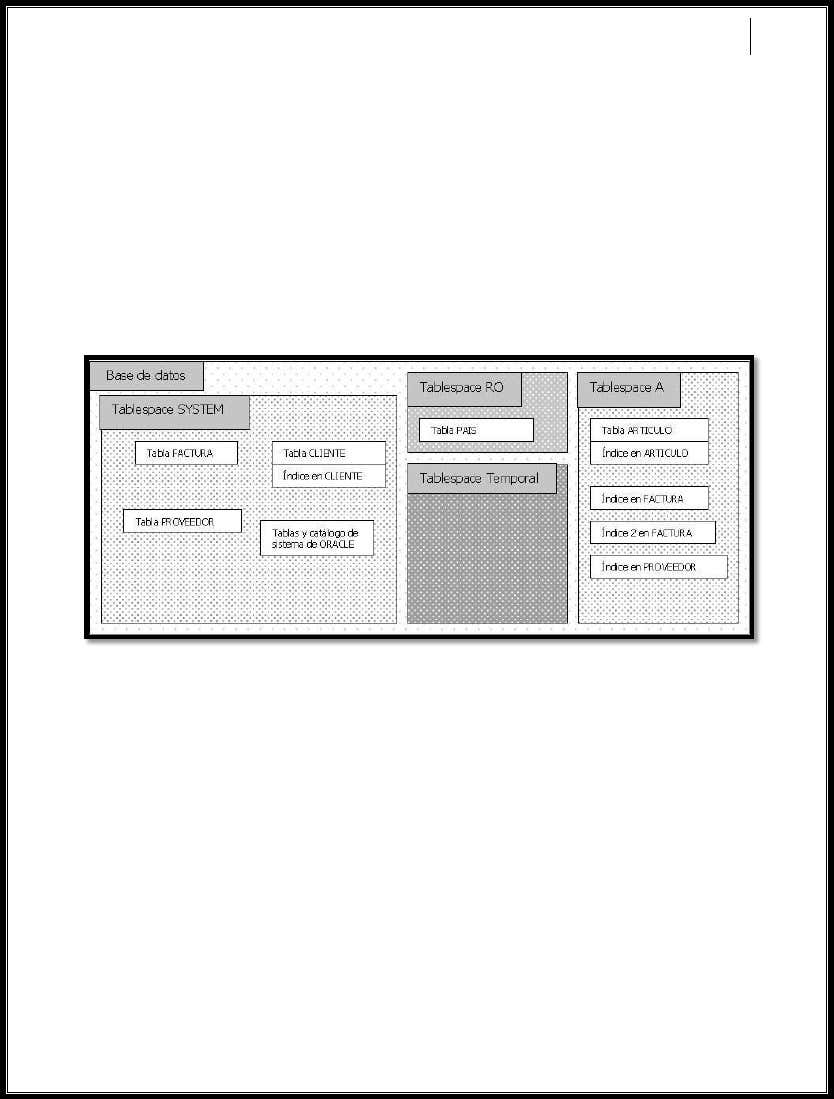 Base de datos
Tablespace SYSTEM
Tabla FACTURA
Tabla CLIENTE
Índice en CLIENTE
Tabla PROVEEDOR
Tablas y catálogo de
sistema de ORACLE
Tablespace RO
Tabla PAIS
Tablespace Temporal
Tablespace A
Tabla ARTICULO
Índice en ARTICULO
Índice en FACTURA
Índice 2 en FACTURA
Índice en PROVEEDOR